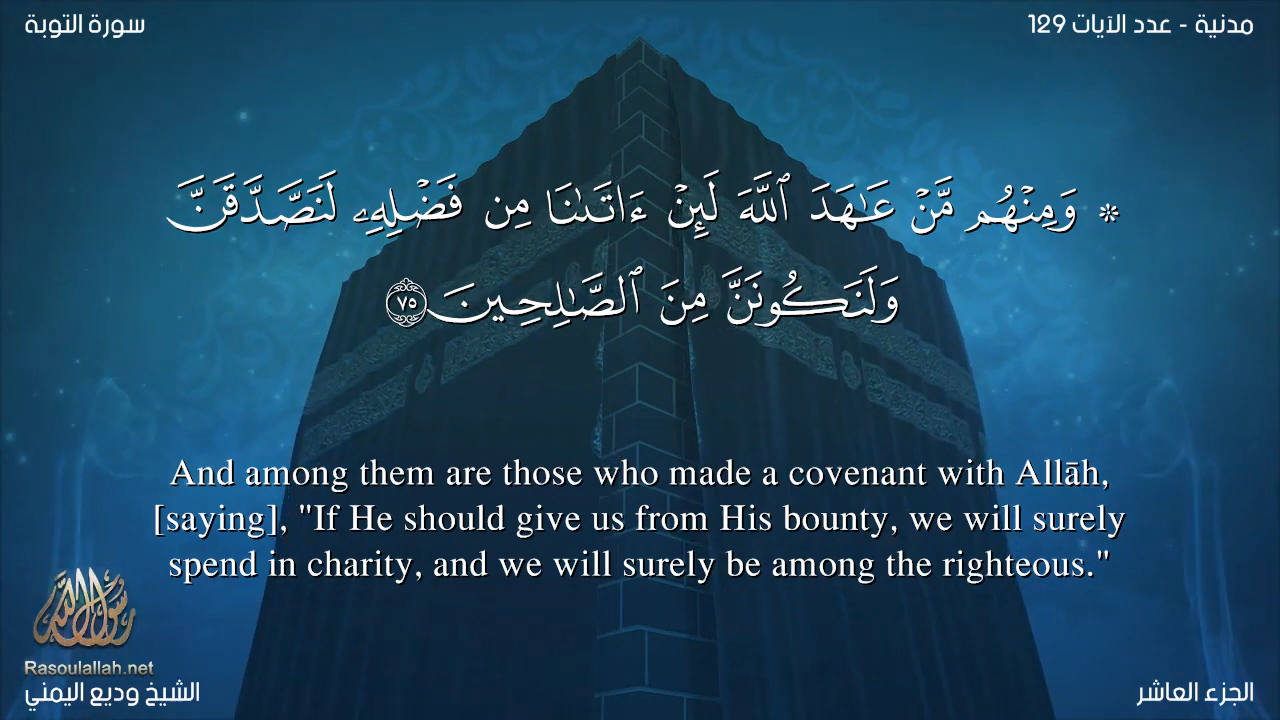 سورة التوبة
مدنية - عدد الآيات 129
* وَمِنْهُم مَّنْ عَـٰهَدَ ٱللَّهَ لَئِنْ ءَاتَىٰنَا مِن فَضْلِهِۦ لَنَصَّدَّقَنَّ
وَلَنَكُونَنَّ مِنَ ٱلصَّـٰلِحِينَ ٧٥
And among them are those who made a covenant with Allāh,
[saying], "If He should give us from His bounty, we will surely
spend in charity, and we will surely be among the righteous."
رسول الله
Rasoulallah.net
الشيخ وديع اليمني
الجزء العاشر